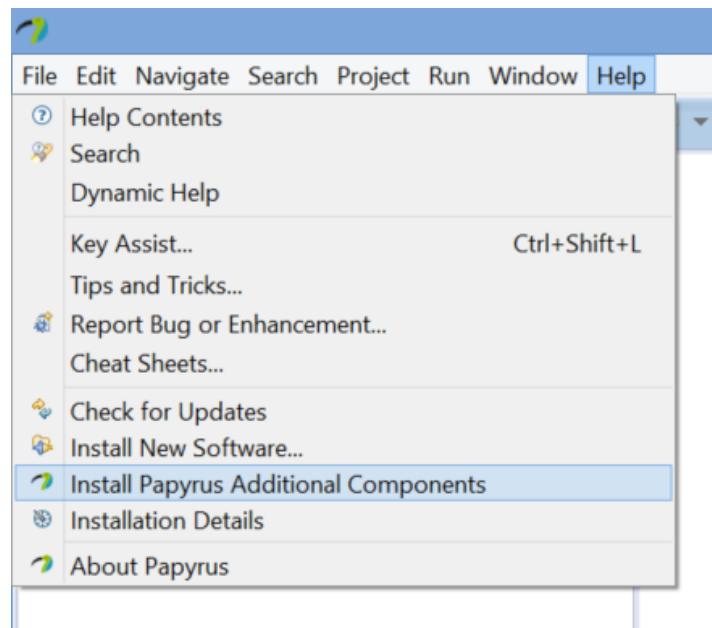 File Edit Navigate Search Project Run Window Help
Help Contents
Search
Dynamic Help
Key Assist... Ctrl+Shift+L
Tips and Tricks...
Report Bug or Enhancement...
Cheat Sheets...
Check for Updates
Install New Software...
Install Papyrus Additional Components
Installation Details
About Papyrus